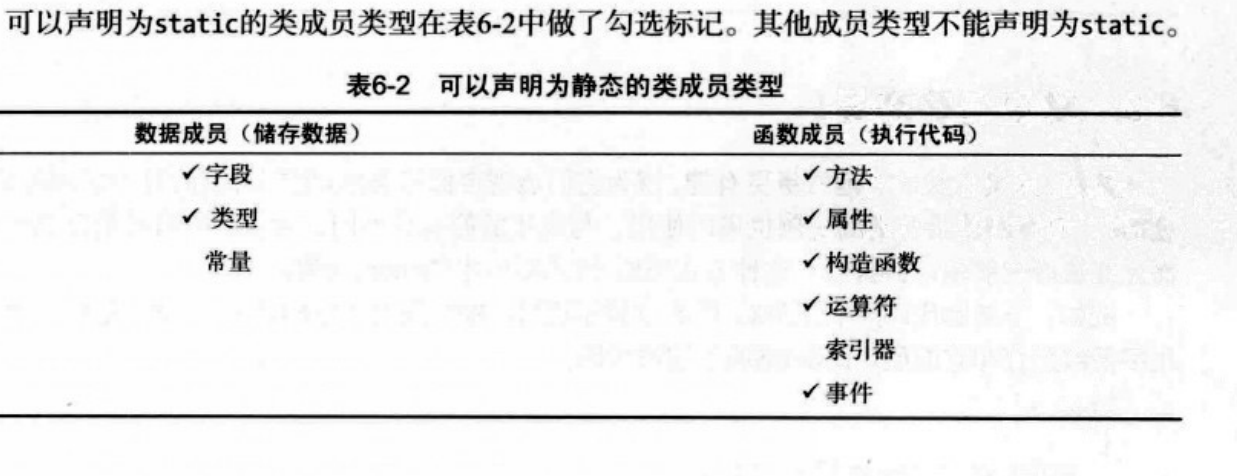 可以声明为static的类成员类型在表6-2中做了勾选标记。其他成员类型不能声明为static。
表6-2 可以声明为静态的类成员类型
数据成员（储存数据） 函数成员（执行代码）
✓字段 ✓方法
✓类型 ✓属性
常量 ✓构造函数
✓运算符
索引器
✓事件